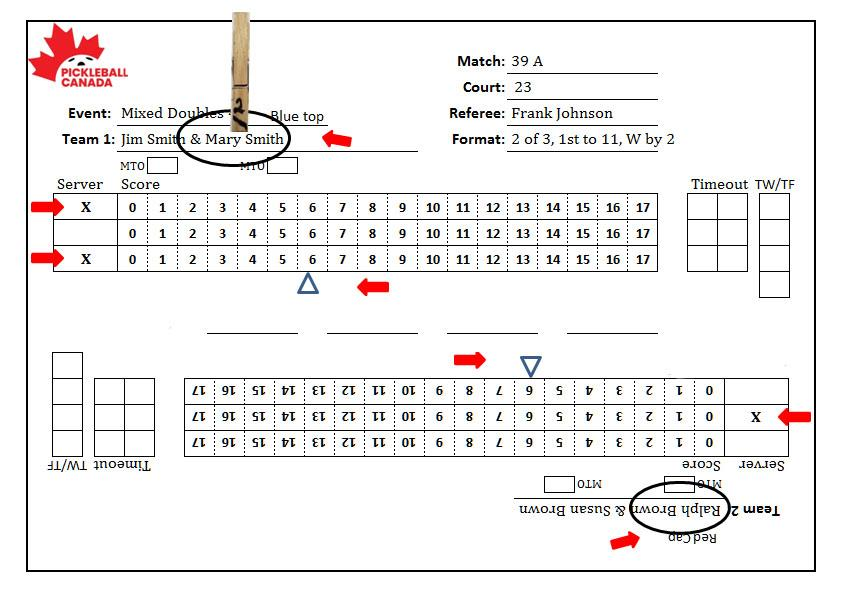 PICKLEBALL
CANADA
Match: 39 A
Court: 23
Event: Mixed Doubles 2 Blue top Referee: Frank Johnson
Team 1: Jim Smith & Mary Smith Format: 2 of 3, 1st to 11, W by 2
MTO MTO
Server Score Timeout TW/TF
X 0 1 2 3 4 5 6 7 8 9 10 11 12 13 14 15 16 17
0 1 2 3 4 5 6 7 8 9 10 11 12 13 14 15 16 17
X 0 1 2 3 4 5 6 7 8 9 10 11 12 13 14 15 16 17
Red Cap
Team 2 Ralph Brown & Susan Brown
MTO MTO
Server Score Timeout TW/TF
0 1 2 3 4 5 6 7 8 9 10 11 12 13 14 15 16 17
X 0 1 2 3 4 5 6 7 8 9 10 11 12 13 14 15 16 17
0 1 2 3 4 5 6 7 8 9 10 11 12 13 14 15 16 17